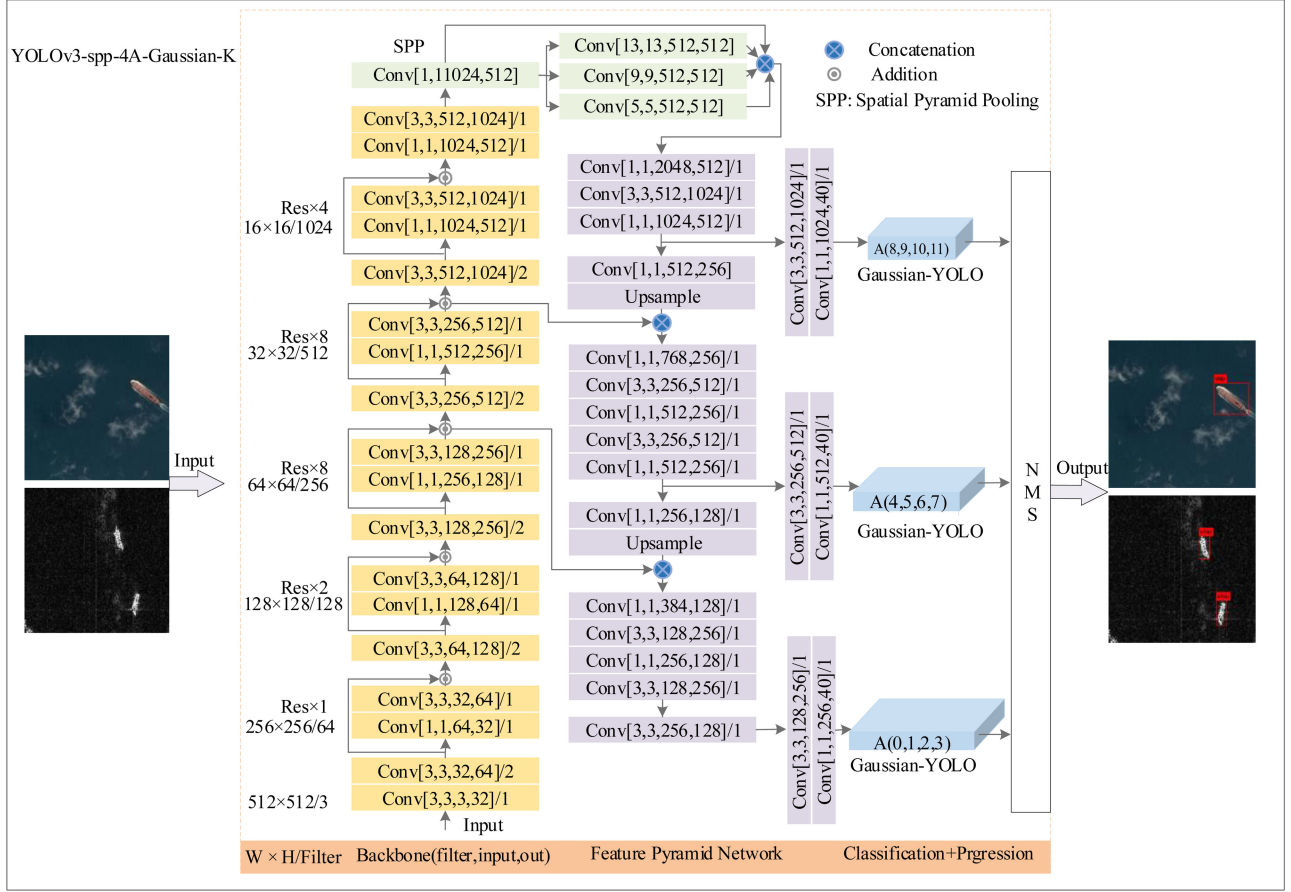 YOLOv3-spp-4A-Gaussian-K
SPP
Conv[1,11024,512]
Conv[13,13,512,512]
Conv[9,9,512,512]
Conv[5,5,512,512]
Concatenation
Addition
SPP: Spatial Pyramid Pooling
Conv[3,3,512,1024]/1
Conv[1,1,1024,512]/1
Res×4
16×16/1024
Conv[3,3,512,1024]/1
Conv[1,1,1024,512]/1
Conv[3,3,512,1024]/2
Res×8
32×32/512
Conv[3,3,256,512]/1
Conv[1,1,512,256]/1
Conv[3,3,256,512]/2
Res×8
64×64/256
Conv[3,3,128,256]/1
Conv[1,1,256,128]/1
Conv[3,3,128,256]/2
Res×2
128×128/128
Conv[3,3,64,128]/1
Conv[1,1,128,64]/1
Conv[3,3,64,128]/2
Res×1
256×256/64
Conv[3,3,32,64]/1
Conv[1,1,64,32]/1
Conv[3,3,32,64]/2
512×512/3
Conv[3,3,3,32]/1
Input
Input
Conv[1,1,2048,512]/1
Conv[3,3,512,1024]/1
Conv[1,1,1024,512]/1
Conv[1,1,512,256]
Upsample
Conv[1,1,768,256]/1
Conv[3,3,256,512]/1
Conv[1,1,512,256]/1
Conv[3,3,256,512]/1
Conv[1,1,512,256]/1
Conv[1,1,256,128]/1
Upsample
Conv[1,1,384,128]/1
Conv[3,3,128,256]/1
Conv[1,1,256,128]/1
Conv[3,3,128,256]/1
Conv[3,3,256,128]/1
Conv[3,3,512,1024]/1
Conv[1,1,1024,40]/1
A(8,9,10,11)
Gaussian-YOLO
Conv[3,3,256,512]/1
Conv[1,1,512,40]/1
A(4,5,6,7)
Gaussian-YOLO
Conv[3,3,128,256]/1
Conv[1,1,256,40]/1
A(0,1,2,3)
Gaussian-YOLO
N
M
S
Output
W × H/Filter
Backbone(filter,input,out)
Feature Pyramid Network
Classification+Prgression